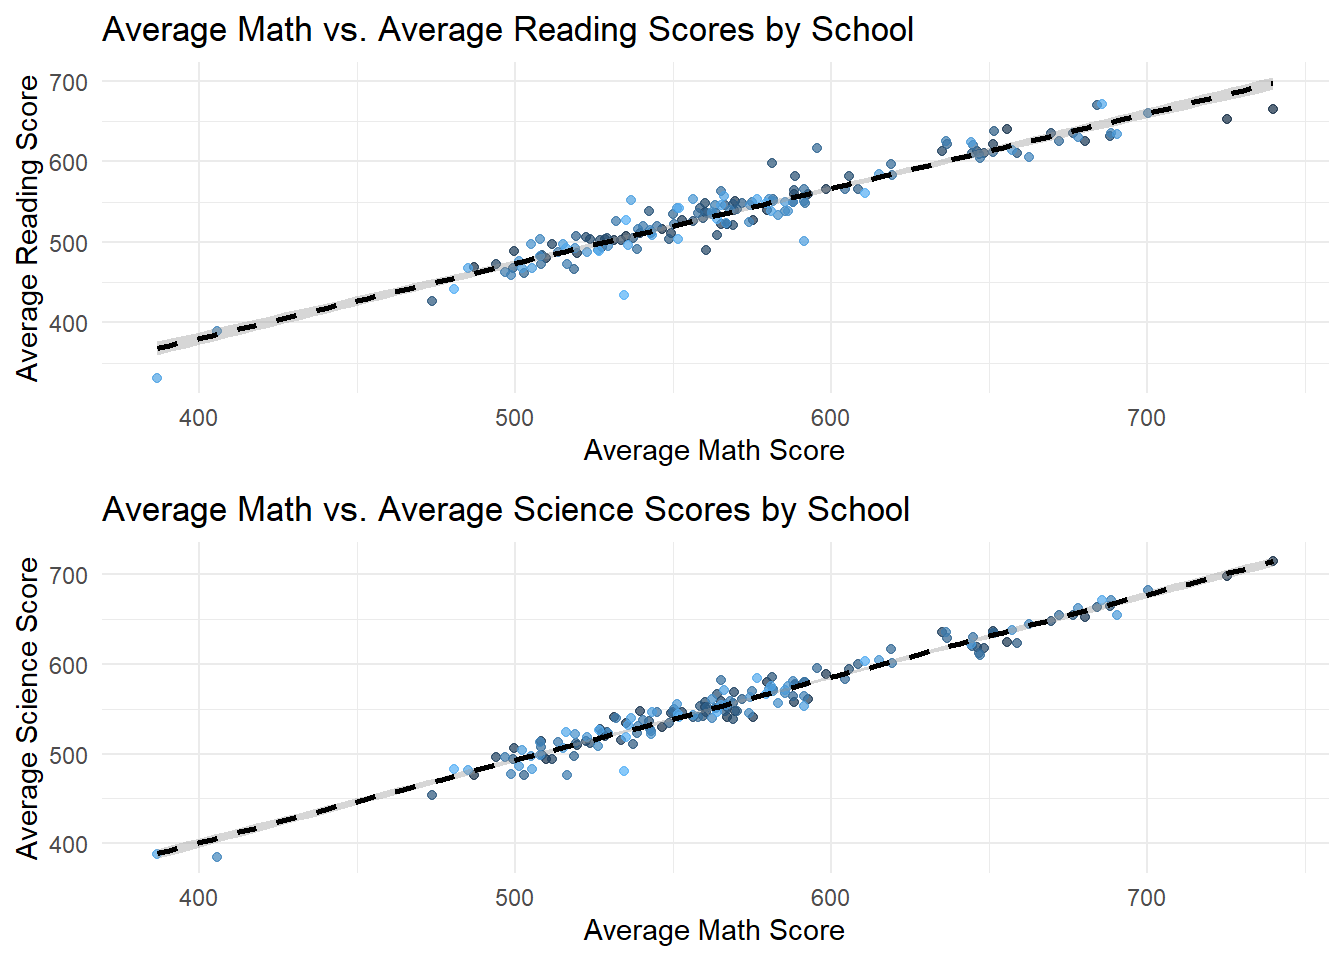 Average Math vs. Average Reading Scores by School
Average Reading Score
700
600
500
400
400 500 600 700
Average Math Score
Average Math vs. Average Science Scores by School
Average Science Score
700
600
500
400
400 500 600 700
Average Math Score